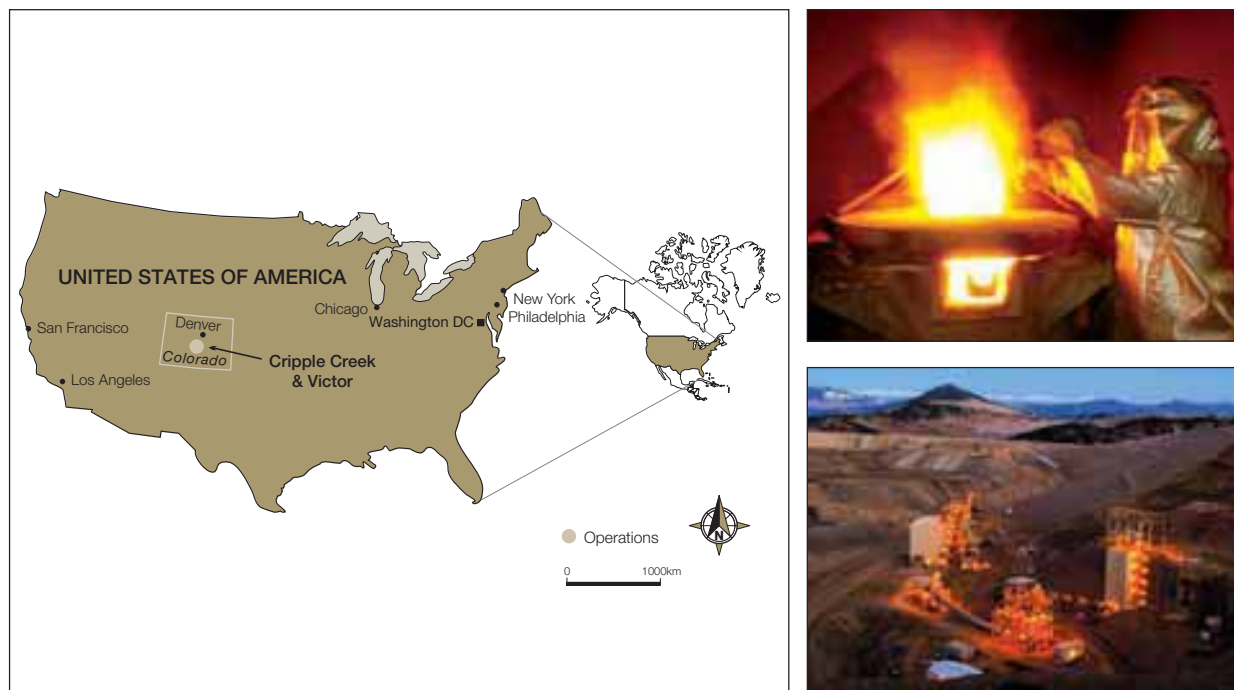 UNITED STATES OF AMERICA
Chicago
New York
Philadelphia
Washington DC
San Francisco
Denver
Colorado
Cripple Creek
& Victor
Los Angeles
N
Operations
0 1000km